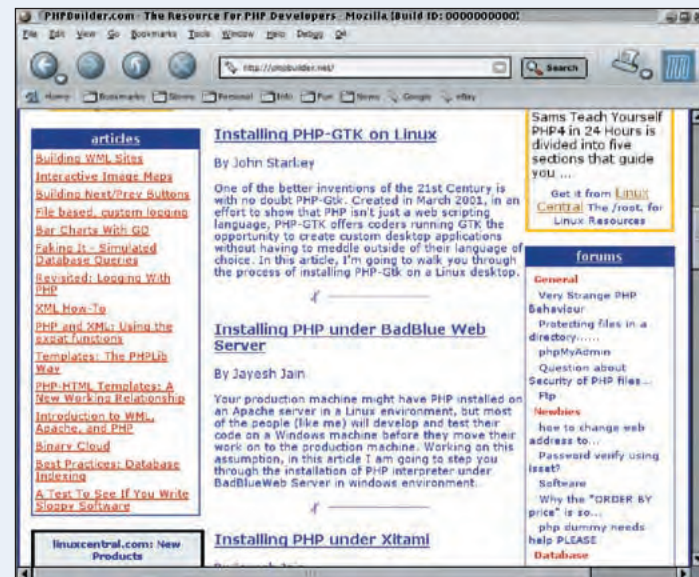 PHPBuilder.com - The Resource For PHP Developers - Mozilla {Build ID: 0000000000}
File Edit View Go Bookmarks Tools Window Help Debug QA
http://phpbuilder.net/
Search
Home Bookmarks Stores Personal Info Fun News Google eBay
articles
Building WML Sites
Interactive Image Maps
Building Next/Prev Buttons
File based, custom logging
Bar Charts With GD
Faking It - Simulated
Database Queries
Revisited: Logging With
PHP
XML How-To
PHP and XML: Using the
expat functions
Templates: The PHPLib
Way
PHP-HTML Templates: A
New Working Relationship
Introduction to WML,
Apache, and PHP
Binary Cloud
Best Practices: Database
Indexing
A Test To See If You Write
Sloppy Software
linuxcentral.com: New
Products
Installing PHP-GTK on Linux
By John Starkey
One of the better inventions of the 21st Century is
with no doubt PHP-Gtk. Created in March 2001, in an
effort to show that PHP isn't just a web scripting
language, PHP-GTK offers coders running GTK the
opportunity to create custom desktop applications
without having to meddle outside of their language of
choice. In this article, I'm going to walk you through
the process of installing PHP-Gtk on a Linux desktop.
Installing PHP under BadBlue Web
Server
By Jayesh Jain
Your production machine might have PHP installed on
an Apache server in a Linux environment, but most
of the people (like me) will develop and test their
code on a Windows machine before they move their
work on to the production machine. Working on this
assumption, in this article I am going to step you
through the installation of PHP interpreter under
BadBlueWeb Server in windows environment.
Installing PHP under Xitami
Sams Teach Yourself
PHP4 in 24 Hours is
divided into five
sections that guide
you ...
Get it from Linux
Central The /root. for
Linux Resources
forums
General
Very Strange PHP
Behaviour
Protecting files in a
directory......
phpMyAdmin
Question about
Security of PHP files...
Ftp
Newbies
how to change web
address to...
Password verify using
isset?
Software
Why the "ORDER BY
price" is so...
php dummy needs
help PLEASE
Database